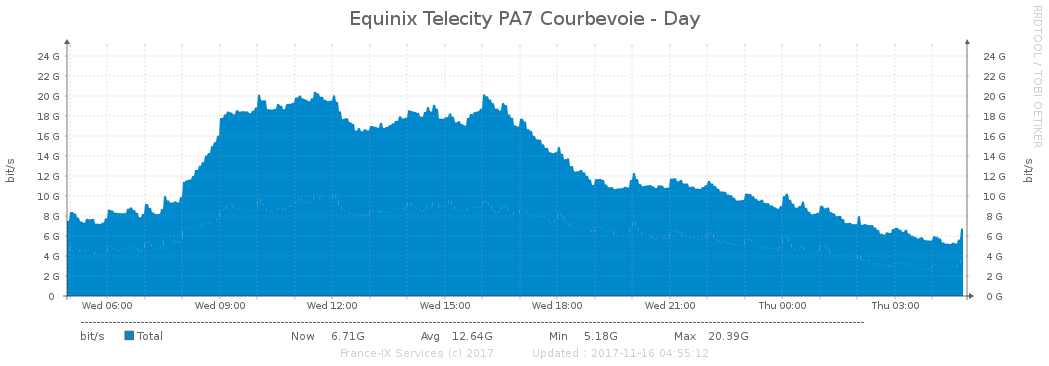 Equinix Telecity PA7 Courbevoie - Day
RRDTOOL / TOBI OETIKER
bit/s
24 G 24 G
22 G 22 G
20 G 20 G
18 G 18 G
16 G 16 G
14 G 14 G
12 G 12 G
10 G 10 G
8 G 8 G
6 G 6 G
4 G 4 G
2 G 2 G
0 0 G
bit/s
Wed 06:00 Wed 09:00 Wed 12:00 Wed 15:00 Wed 18:00 Wed 21:00 Thu 00:00 Thu 03:00
bit/s Total Now 6.71G Avg 12.64G Min 5.18G Max 20.39G
France-IX Services (c) 2017 Updated : 2017-11-16 04:55:12